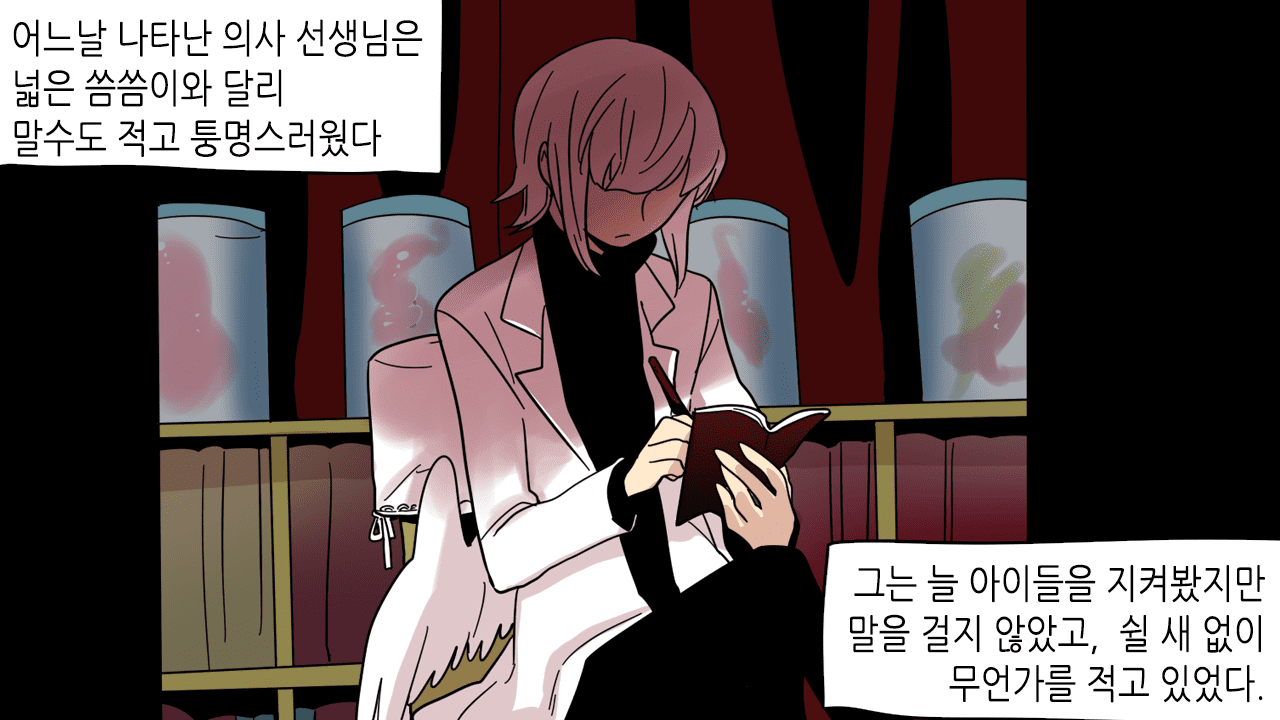 어느날 나타난 의사 선생님은
넓은 씀씀이와 달리
말수도 적고 퉁명스러웠다
그는 늘 아이들을 지켜봤지만
말을 걸지 않았고, 쉴 새 없이
무언가를 적고 있었다.